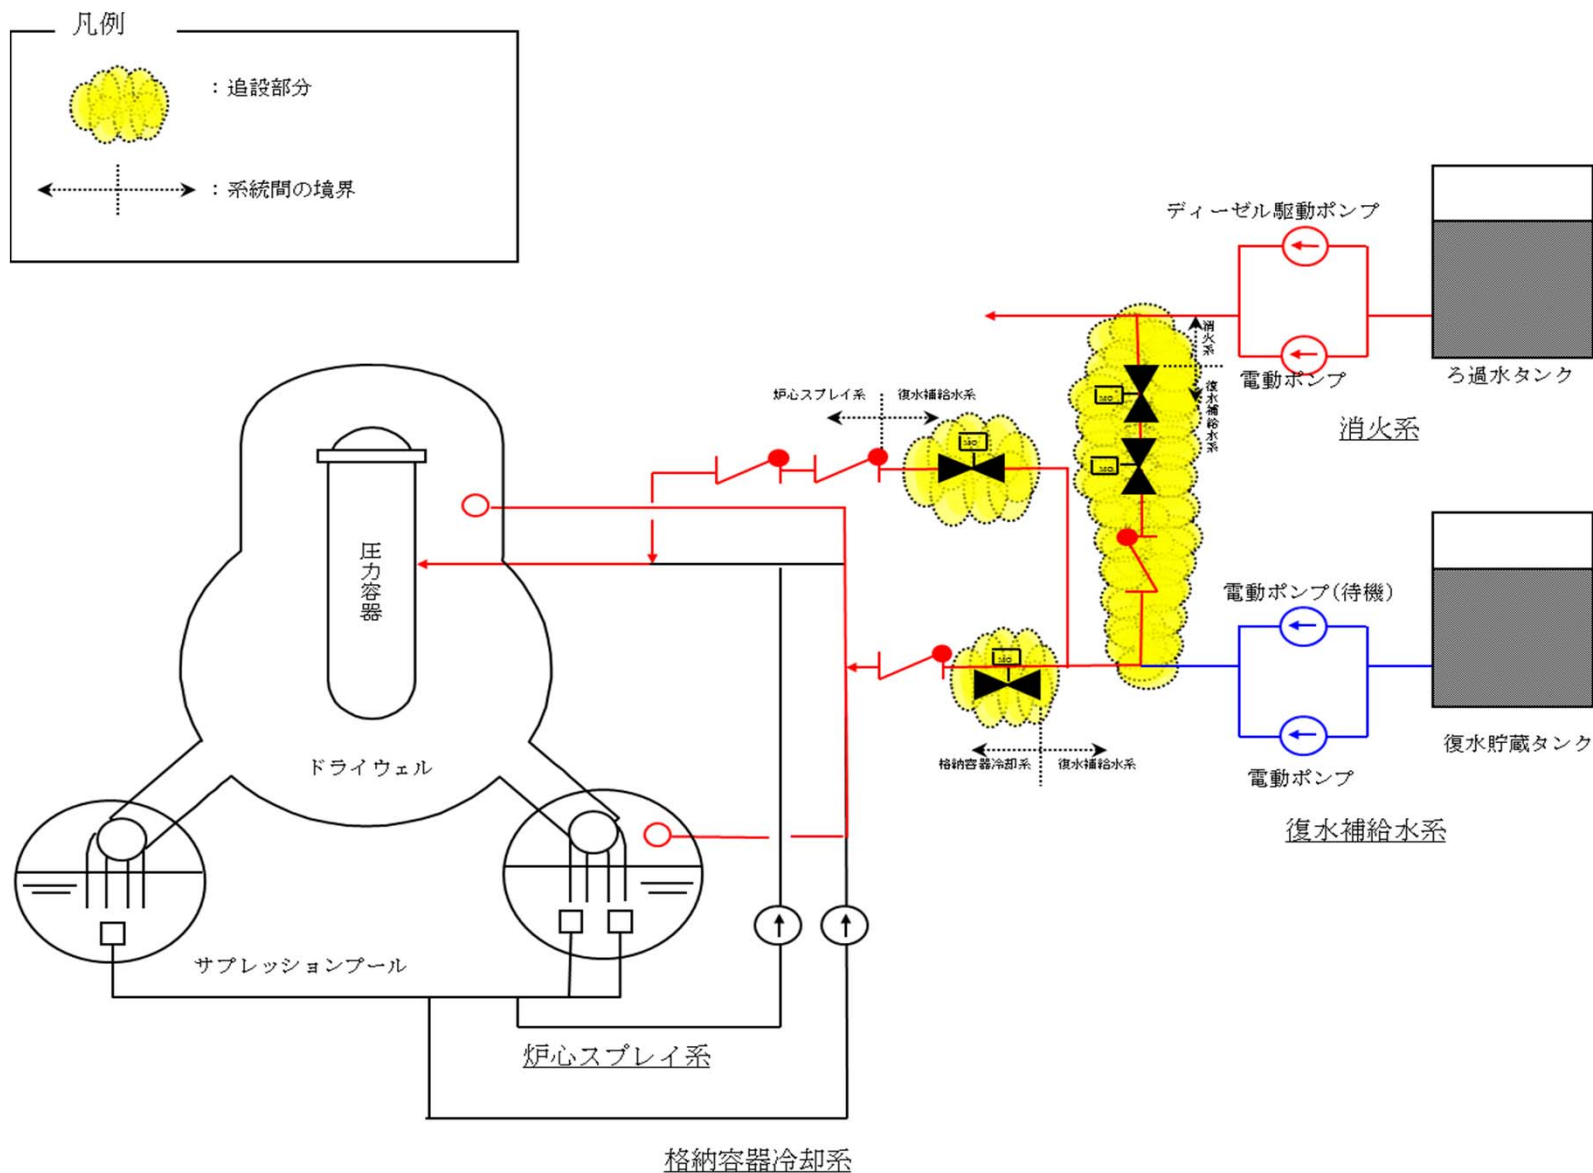 凡例
：追設部分
：系統間の境界
ディーゼル駆動ポンプ
電動ポンプ
ろ過水タンク
消火系
消火系
復水補給水系
炉心スプレイ系
復水補給水系
MO
MO
MO
圧力容器
電動ポンプ(待機)
MO
ドライウェル
格納容器冷却系
復水補給水系
電動ポンプ
復水貯蔵タンク
復水補給水系
サプレッションプール
炉心スプレイ系
格納容器冷却系